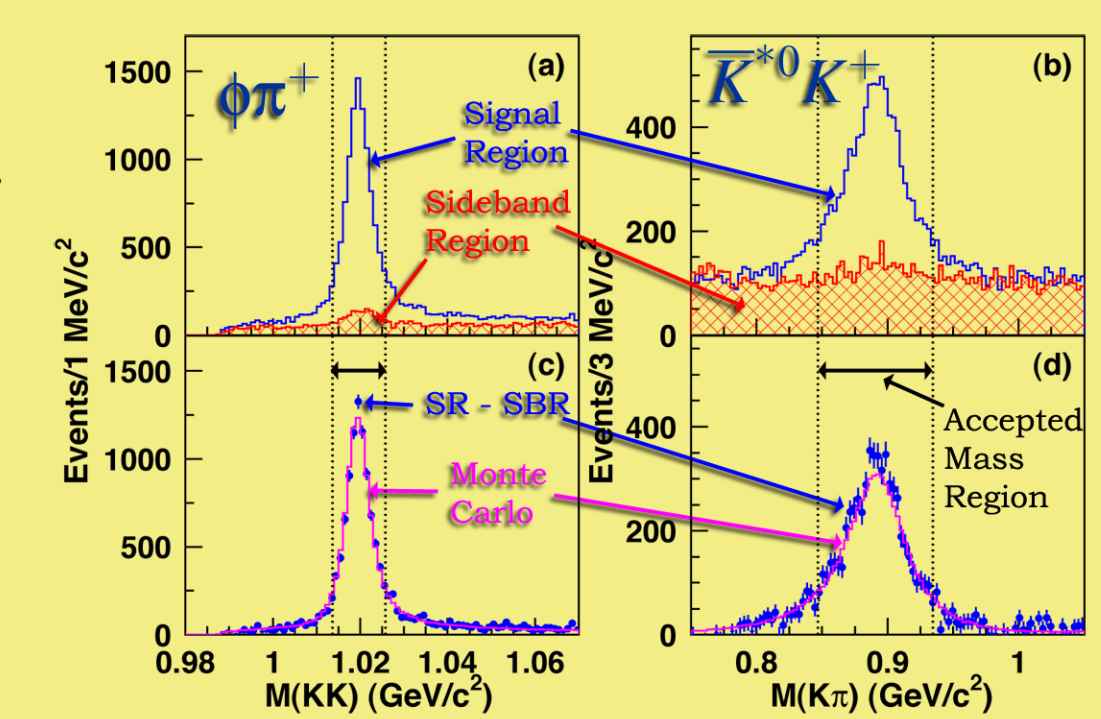 (a)
ϕπ⁺
1500
1000
500
0
Events/1 MeV/c²
(b)
K̅*⁰K⁺
400
200
0
Events/3 MeV/c²
Signal
Region
Sideband
Region
(c)
1500
1000
500
0
0.98 1 1.02 1.04 1.06
M(KK) (GeV/c²)
(d)
400
200
0
0.8 0.9 1
M(Kπ) (GeV/c²)
SR - SBR
Monte
Carlo
Accepted
Mass
Region